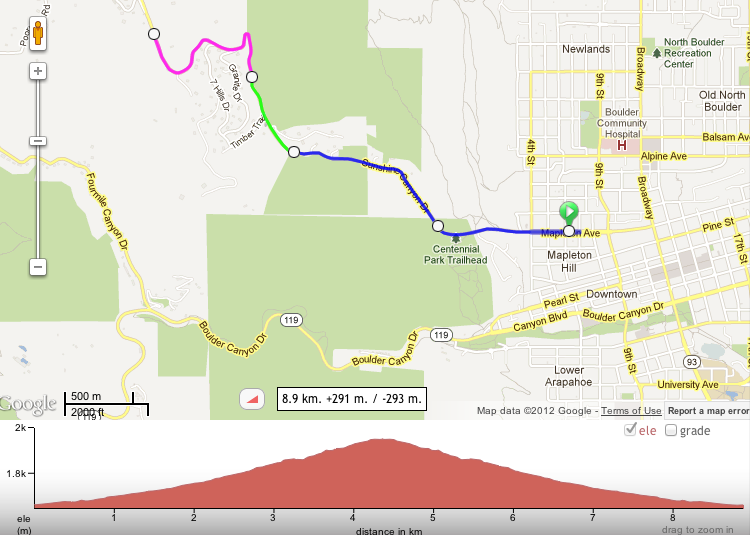 Rd
Newlands
North Boulder
Recreation
Center
Broadway
9th St
Old North
Boulder
Granite Dr
7 Hills Dr
Boulder
Community
Hospital
H
Balsam Ave
Timber Trai
4th St
Alpine Ave
Sunshine Canyon Dr
9th St
Broadway
Fourmile Canyon Dr
Mapleton Ave
Pine St
17th St
Centennial
Park Trailhead
Mapleton
Hill
Downtown
Pearl St
119
Boulder Canyon Dr
Canyon Blvd
Boulder Canyon Dr
119
Boulder Canyon Dr
9th St
93
Lower
Arapahoe
University Ave
500 m
2000 ft
Google
119
8.9 km. +291 m. / -293 m.
Map data ©2012 Google - Terms of Use
Report a map error
2k
ele
grade
1.8k
ele
(m)
1 2 3 4 5 6 7 8
distance in km
drag to zoom in